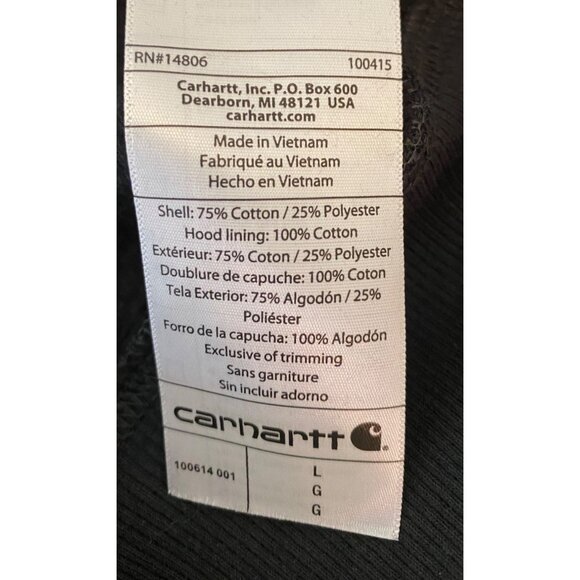 RN#14806 100415
Carhartt, Inc. P.O. Box 600
Dearborn, MI 48121 USA
carhartt.com
Made in Vietnam
Fabriqué au Vietnam
Hecho en Vietnam
Shell: 75% Cotton / 25% Polyester
Hood lining: 100% Cotton
Extérieur: 75% Coton / 25% Polyester
Doublure de capuche: 100% Coton
Tela Exterior: 75% Algodón / 25%
Poliéster
Forro de la capucha: 100% Algodón
Exclusive of trimming
Sans garniture
Sin incluir adorno
carhartt
100614 001 L
G
G